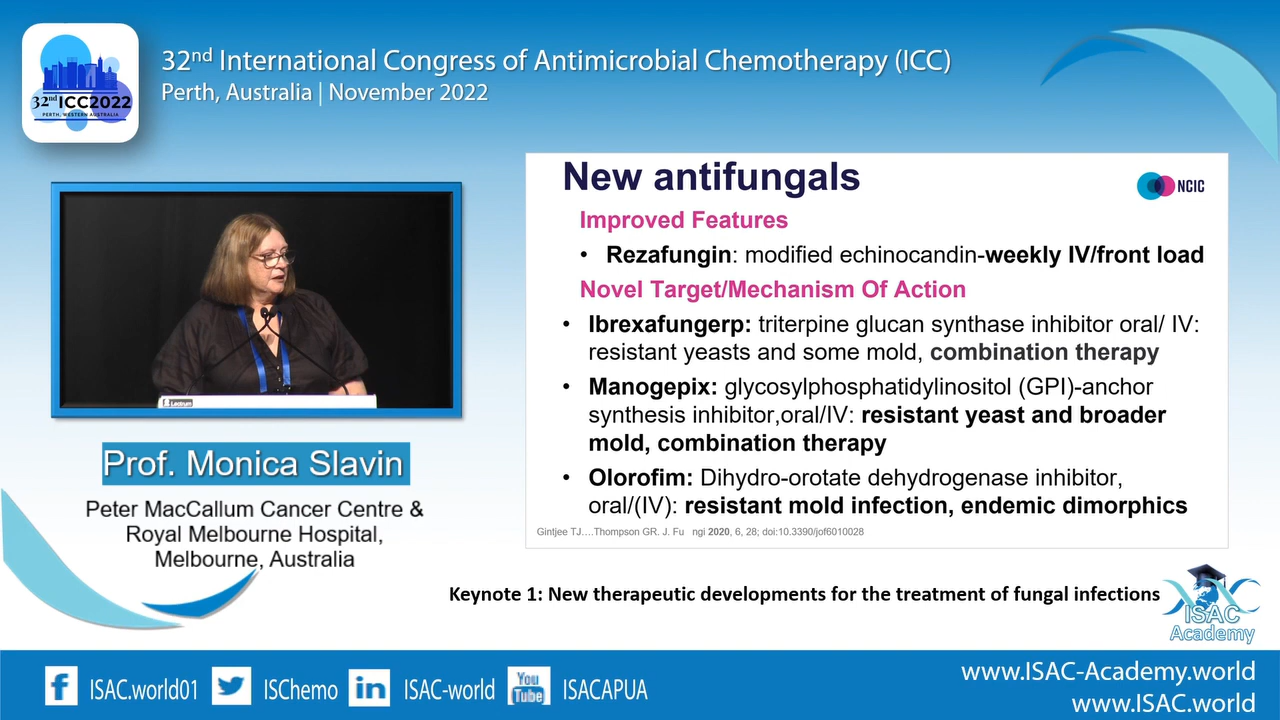 32nd International Congress of Antimicrobial Chemotherapy (ICC)
Perth, Australia | November 2022
32nd ICC2022
PERTH, WESTERN AUSTRALIA
New antifungals
NCIC
Improved Features
• Rezafungin: modified echinocandin-weekly IV/front load
Novel Target/Mechanism Of Action
• Ibrexafungerp: triterpine glucan synthase inhibitor oral/ IV:
resistant yeasts and some mold, combination therapy
• Manogepix: glycosylphosphatidylinositol (GPI)-anchor
synthesis inhibitor,oral/IV: resistant yeast and broader
mold, combination therapy
• Olorofim: Dihydro-orotate dehydrogenase inhibitor,
oral/(IV): resistant mold infection, endemic dimorphics
Gintjee TJ....Thompson GR. J. Fu ngi 2020, 6, 28; doi:10.3390/jof6010028
Lectrum
Prof. Monica Slavin
Peter MacCallum Cancer Centre &
Royal Melbourne Hospital,
Melbourne, Australia
Keynote 1: New therapeutic developments for the treatment of fungal infections
ISAC
Academy
f ISAC.world01
ISChemo
in ISAC-world
You
Tube
ISACAPUA
www.ISAC-Academy.world
www.ISAC.world